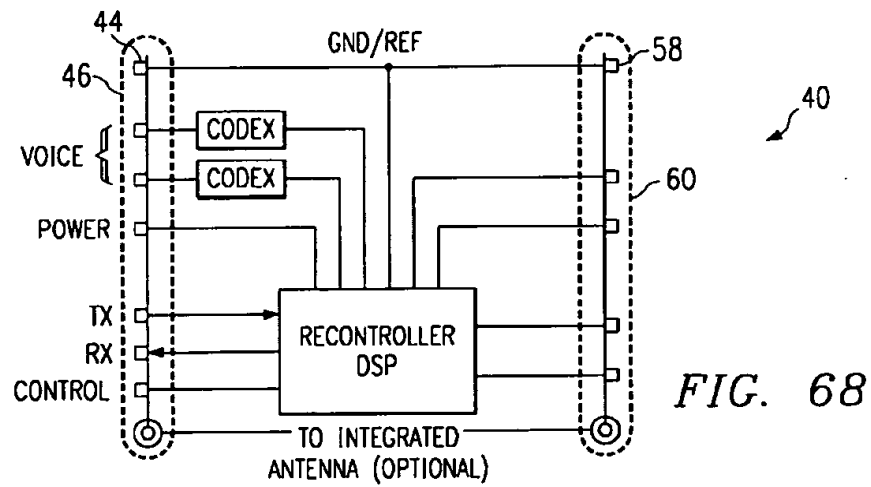 44
GND/REF
58
46
40
CODEX
VOICE
CODEX
60
POWER
TX
RECONTROLLER
DSP
RX
CONTROL
FIG. 68
TO INTEGRATED
ANTENNA (OPTIONAL)